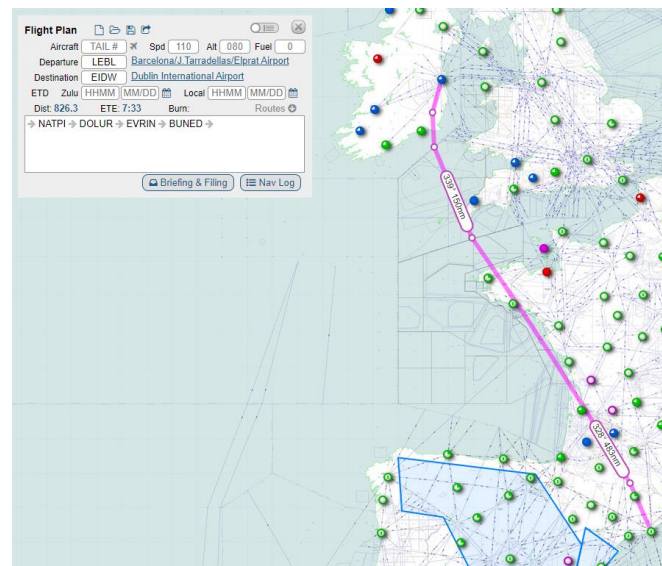 Flight Plan
Aircraft TAIL # Spd 110 Alt 080 Fuel 0
Departure LEBL Barcelona/J.Tarradellas/Elprat Airport
Destination EIDW Dublin International Airport
ETD Zulu HHMM MM/DD Local HHMM MM/DD
Dist: 826.3 ETE: 7:33 Burn: Routes
→ NATPI → DOLUR → EVRIN → BUNED →
Briefing & Filing Nav Log
339° 150nm
328° 483nm